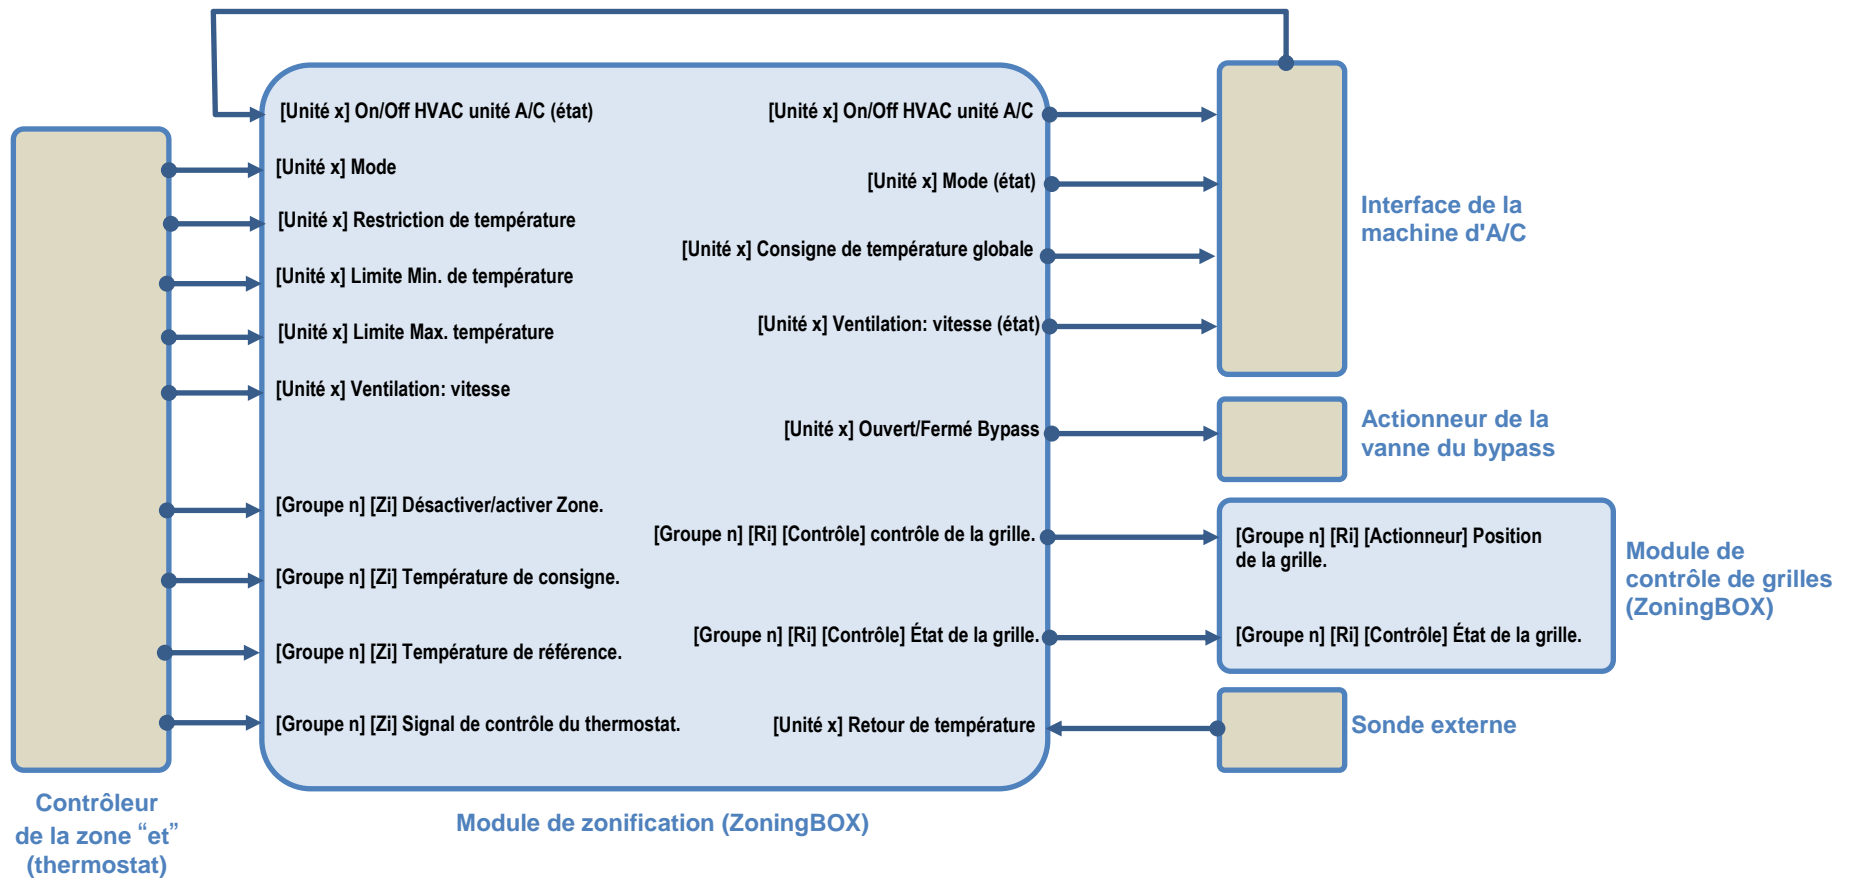 [Unité x] On/Off HVAC unité A/C (état)
[Unité x] Mode
[Unité x] Restriction de température
[Unité x] Limite Min. de température
[Unité x] Limite Max. température
[Unité x] Ventilation: vitesse
[Groupe n] [Zi] Désactiver/activer Zone.
[Groupe n] [Zi] Température de consigne.
[Groupe n] [Zi] Température de référence.
[Groupe n] [Zi] Signal de contrôle du thermostat.
[Unité x] On/Off HVAC unité A/C
[Unité x] Mode (état)
[Unité x] Consigne de température globale
[Unité x] Ventilation: vitesse (état)
[Unité x] Ouvert/Fermé Bypass
[Groupe n] [Ri] [Contrôle] contrôle de la grille.
[Groupe n] [Ri] [Contrôle] État de la grille.
[Unité x] Retour de température
Interface de la
machine d'A/C
Actionneur de la
vanne du bypass
[Groupe n] [Ri] [Actionneur] Position
de la grille.
[Groupe n] [Ri] [Contrôle] État de la grille.
Module de
contrôle de grilles
(ZoningBOX)
Sonde externe
Contrôleur
de la zone “et”
(thermostat)
Module de zonification (ZoningBOX)